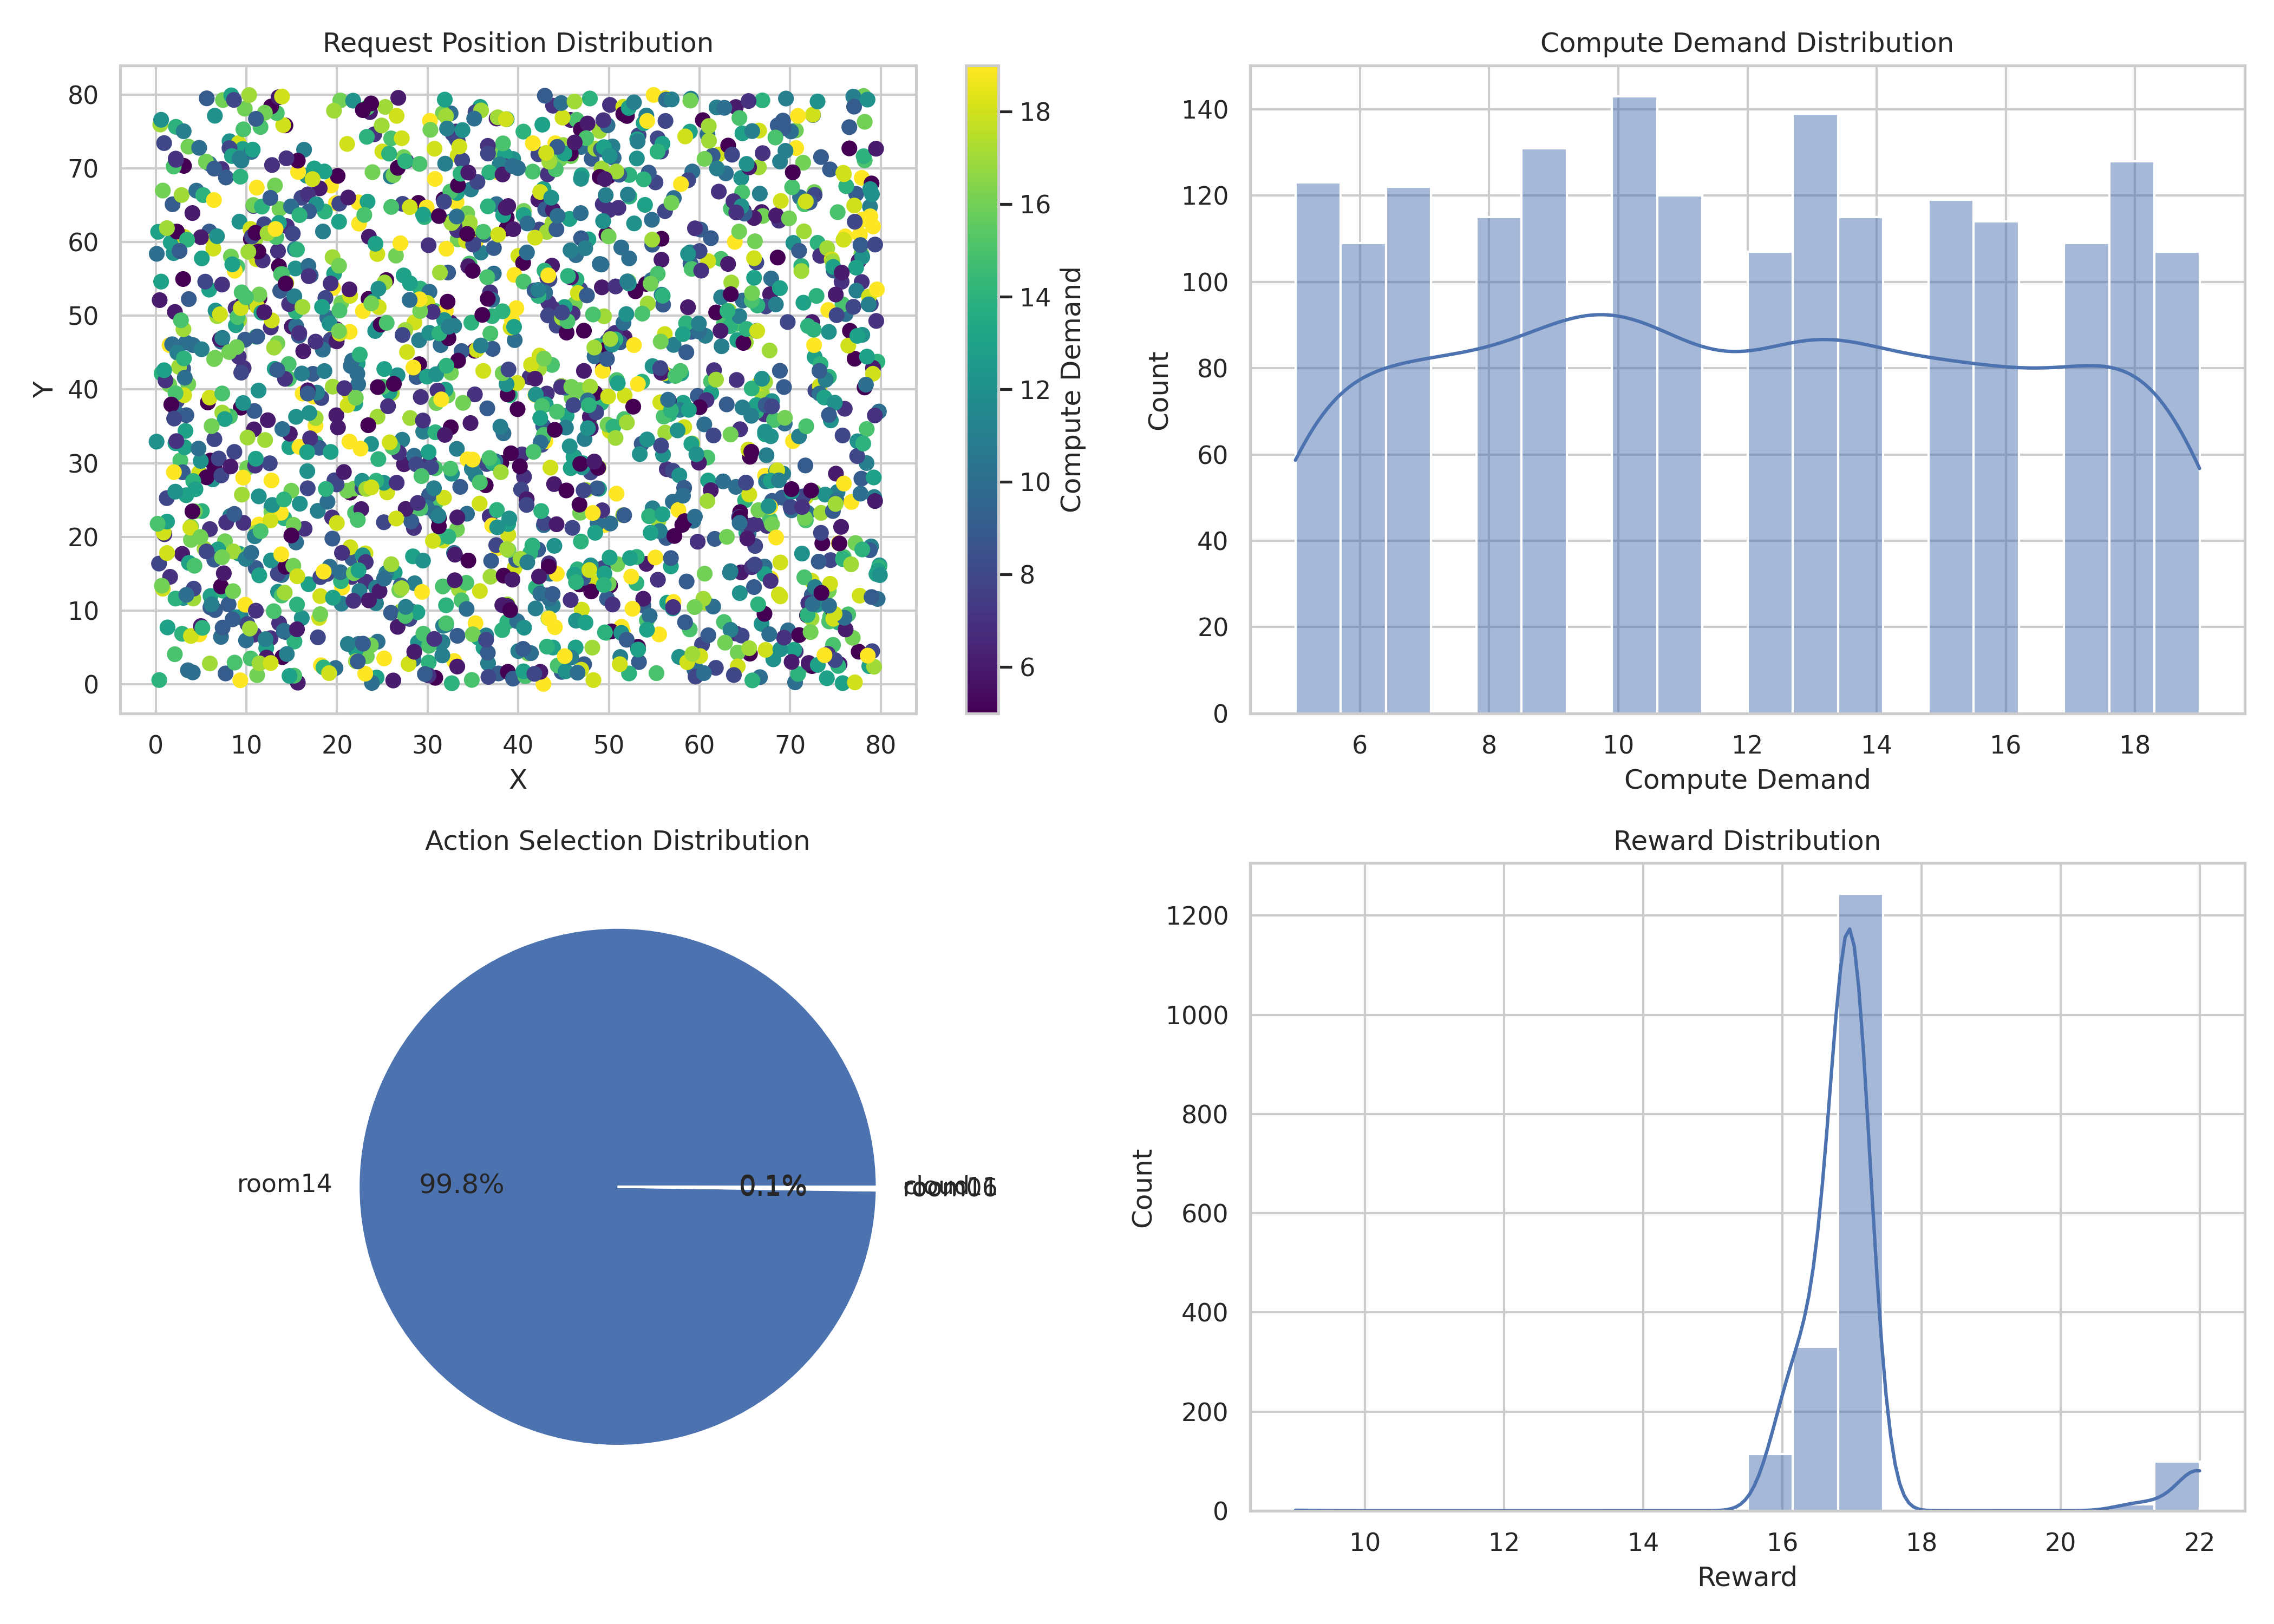 Request Position Distribution
80
70
60
50
40
30
20
10
0
Y
0 10 20 30 40 50 60 70 80
X
18
16
14
12
10
8
6
Compute Demand
Compute Demand Distribution
140
120
100
80
60
40
20
0
Count
6 8 10 12 14 16 18
Compute Demand
Action Selection Distribution
room14
99.8%
0.1%
Reward Distribution
1200
1000
800
600
400
200
0
Count
10 12 14 16 18 20 22
Reward